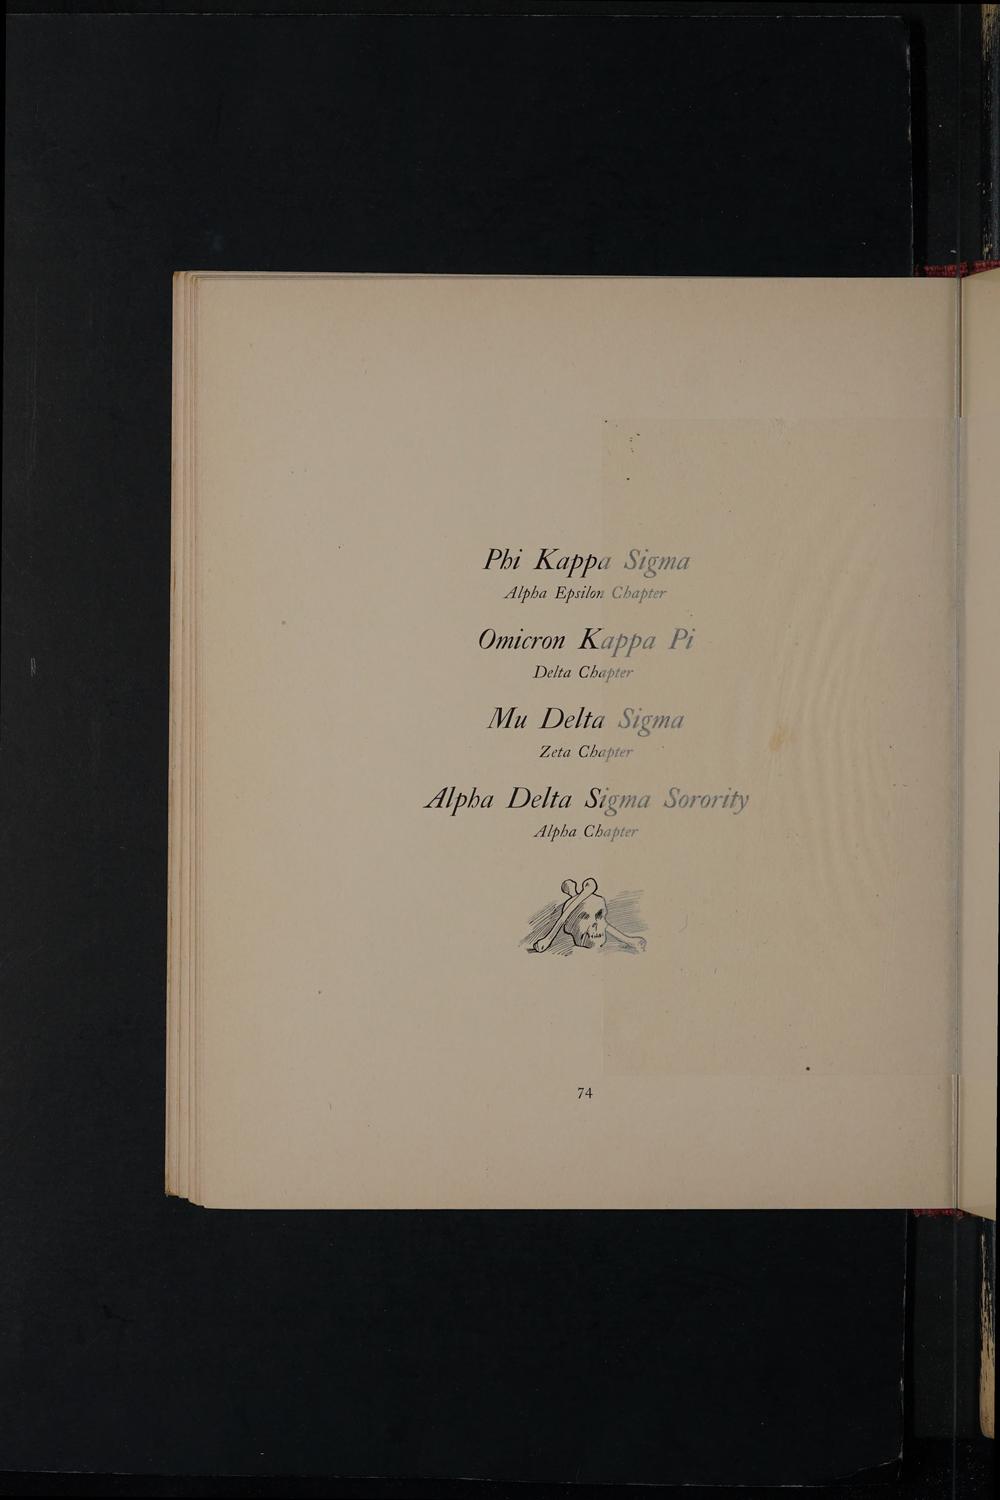 Phi Kappa Sigma
Alpha Epsilon Chapter
Omicron Kappa Pi
Delta Chapter
Mu Delta Sigma
Zeta Chapter
Alpha Delta Sigma Sorority
Alpha Chapter
74